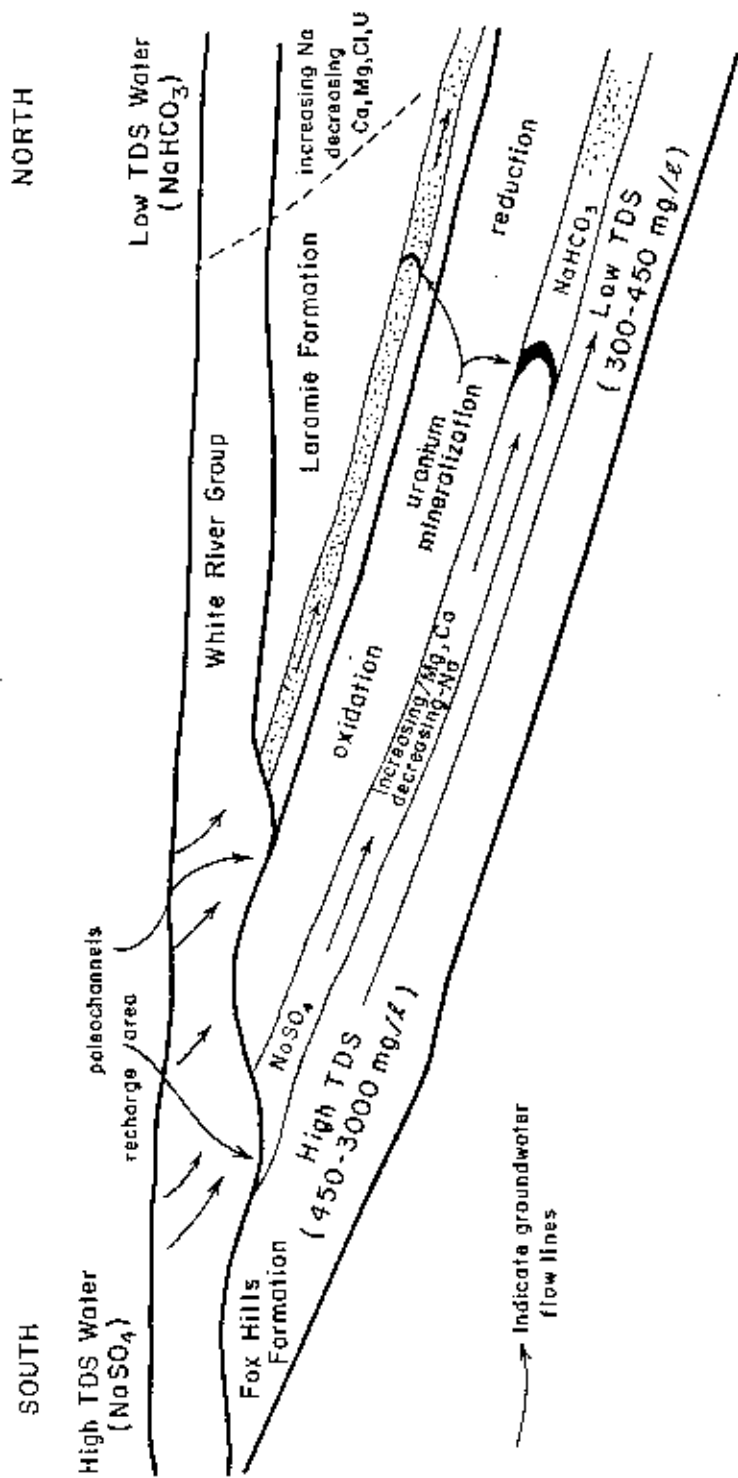 SOUTH
NORTH
High TDS Water
(NaSO₄)
Low TDS Water
(NaHCO₃)
paleochannels
recharge area
White River Group
increasing Na
decreasing
Ca, Mg, Cl, U
Laramie Formation
Fox Hills
Formation
NaSO₄
High TDS
(450-3000 mg./ℓ)
oxidation
Increasing Mg, Ca
decreasing Na
uranium
mineralization
reduction
NaHCO₃
Low TDS
(300-450 mg/ℓ)
Indicate groundwater
flow lines